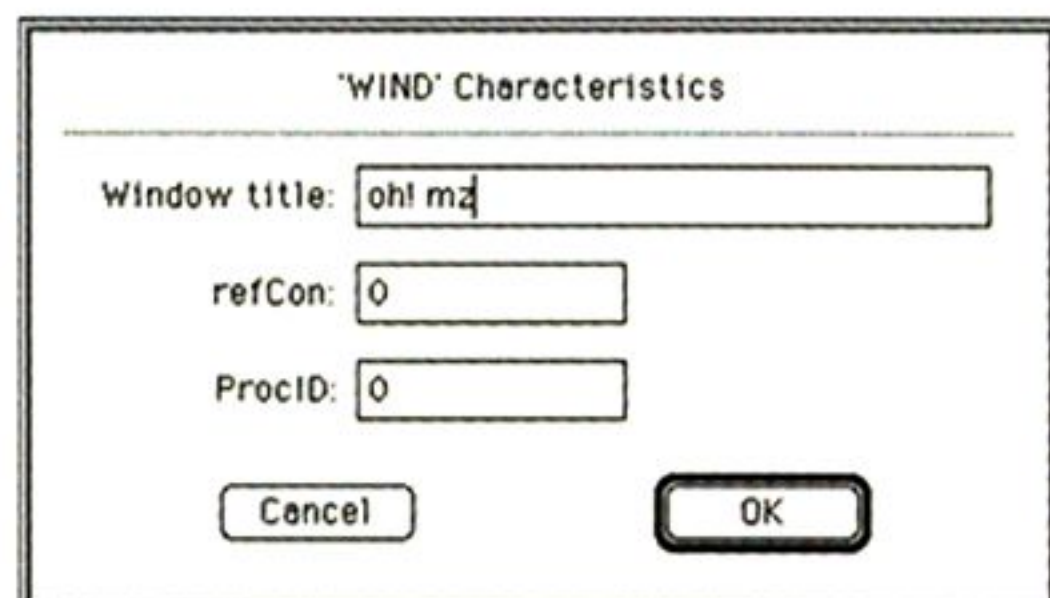 'WIND' Characteristics
Window title: oh! mz
refCon: 0
ProcID: 0
Cancel OK